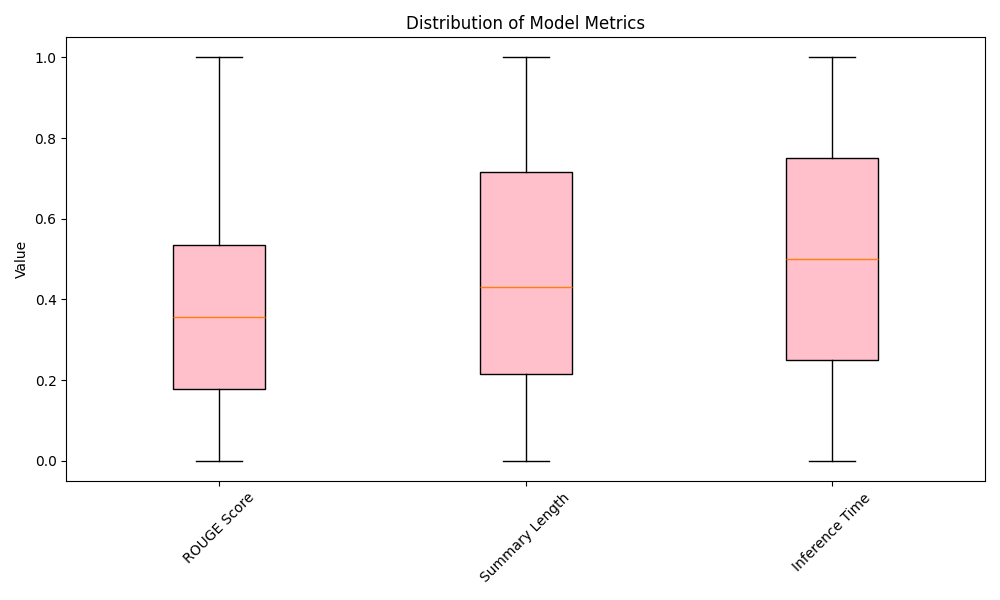 Distribution of Model Metrics
1.0
0.8
0.6
0.4
0.2
0.0
Value
ROUGE Score
Summary Length
Inference Time